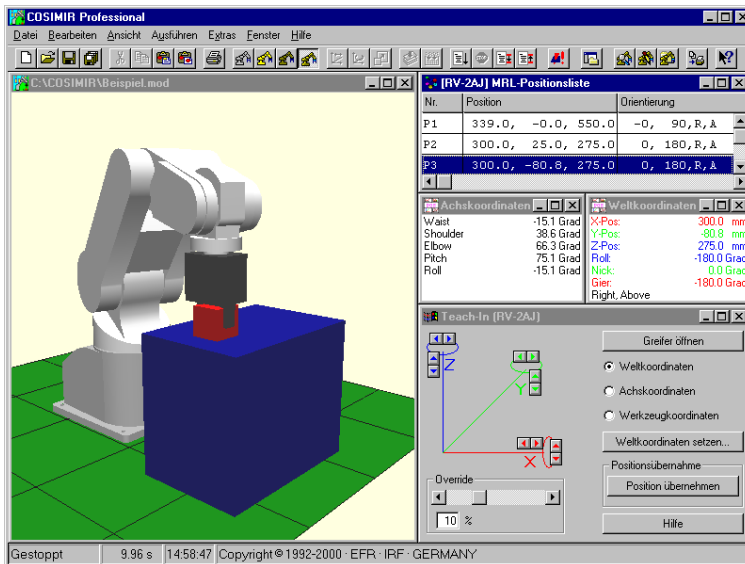 COSIMIR Professional
Datei Bearbeiten Ansicht Ausführen Extras Fenster Hilfe
C:\COSIMIR\Beispiel.mod
[RV-2AJ] MRL-Positionsliste
Nr. Position Orientierung
P1 339.0, -0.0, 550.0 -0, 90,R,A
P2 300.0, 25.0, 275.0 0, 180,R,A
P3 300.0, -80.8, 275.0 0, 180,R,A
Achskoordinaten
Waist -15.1 Grad
Shoulder 38.6 Grad
Elbow 66.3 Grad
Pitch 75.1 Grad
Roll -15.1 Grad
Weltkoordinaten
X-Pos: 300.0 mm
Y-Pos: -80.8 mm
Z-Pos: 275.0 mm
Roll: -180.0 Grad
Nick: 0.0 Grad
Gier: -180.0 Grad
Right, Above
Teach-In (RV-2AJ)
Z
Y
X
Greifer öffnen
Weltkoordinaten
Achskoordinaten
Werkzeugkoordinaten
Weltkoordinaten setzen...
Positionsübernahme
Position übernehmen
Hilfe
Override
10 %
Gestoppt 9.96 s 14:58:47 Copyright © 1992-2000 · EFR · IRF · GERMANY